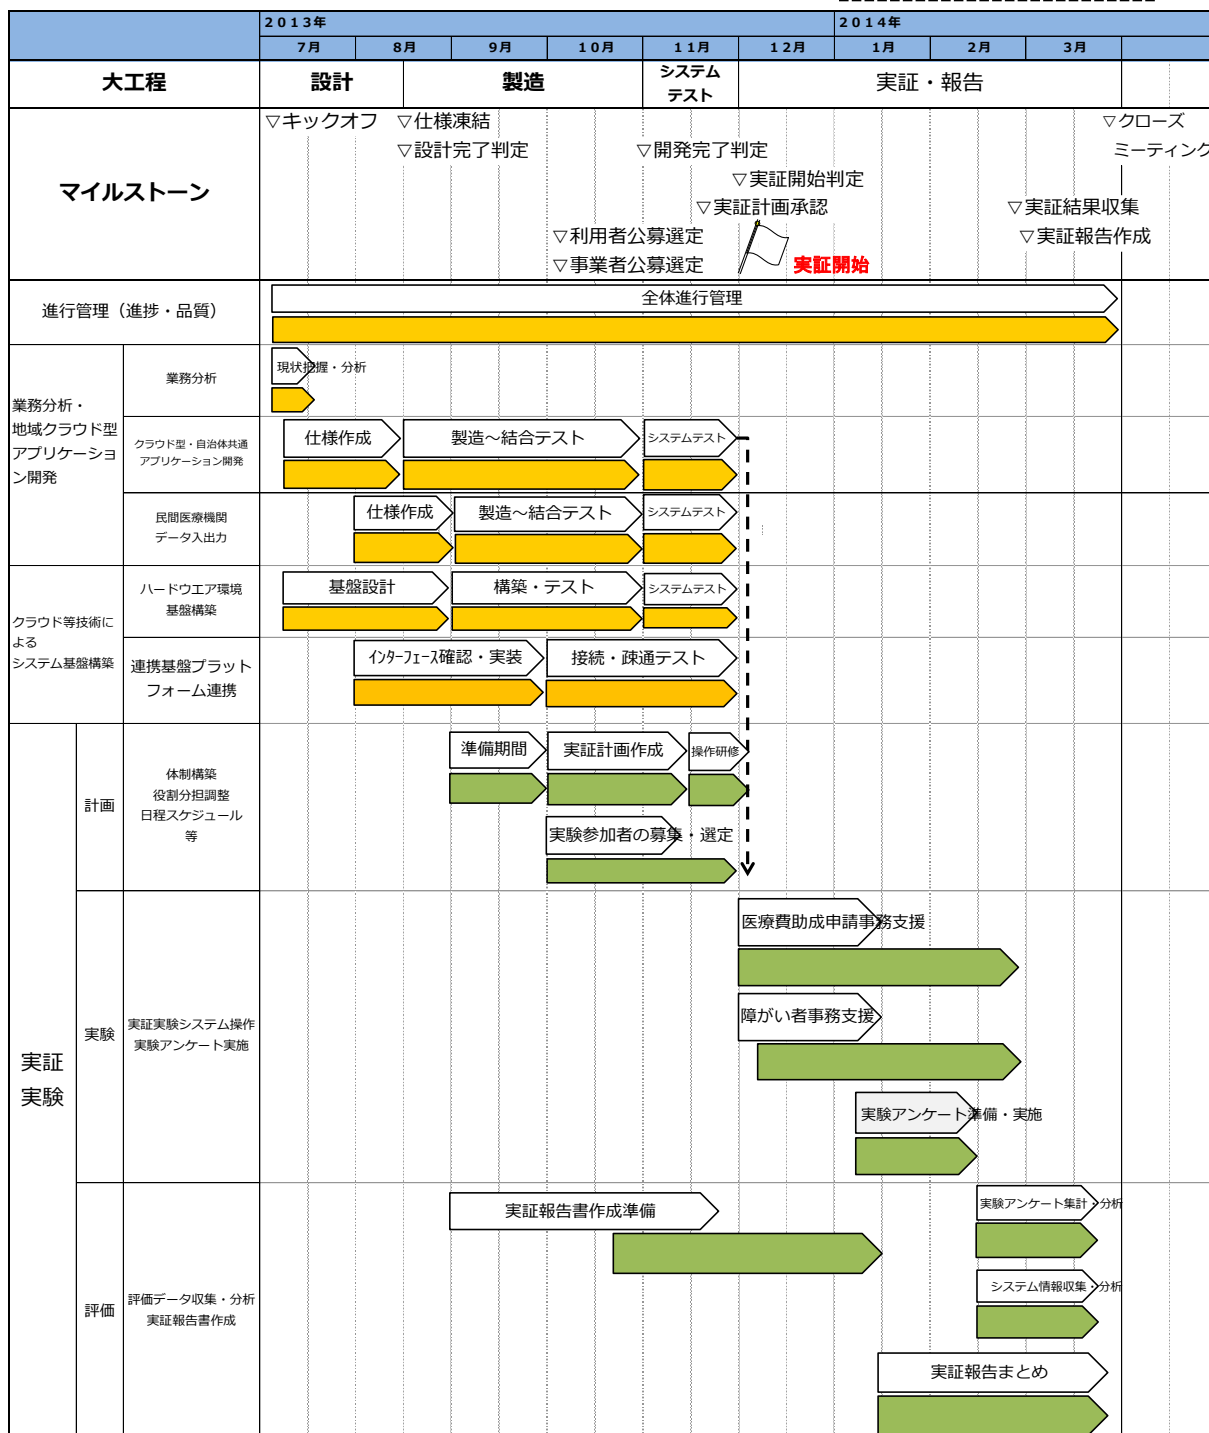 ２０１３年
２０１４年
７月
８月
９月
１０月
１１月
１２月
１月
２月
３月
大工程
設計
製造
システム
テスト
実証・報告
マイルストーン
▽キックオフ
▽仕様凍結
▽クローズ
▽設計完了判定
▽開発完了判定
ミーティング
▽実証開始判定
▽実証計画承認
▽実証結果収集
▽利用者公募選定
▽実証報告作成
▽事業者公募選定
実証開始
進行管理（進捗・品質）
全体進行管理
業務分析・
地域クラウド型
アプリケーショ
ン開発
業務分析
現状把握・分析
クラウド型・自治体共通
アプリケーション開発
仕様作成
製造～結合テスト
システムテスト
民間医療機関
データ入出力
仕様作成
製造～結合テスト
システムテスト
クラウド等技術に
よる
システム基盤構築
ハードウエア環境
基盤構築
基盤設計
構築・テスト
システムテスト
連携基盤プラット
フォーム連携
ｲﾝﾀｰﾌｪｰｽ確認・実装
接続・疎通テスト
実証
実験
計画
体制構築
役割分担調整
日程スケジュール
等
準備期間
実証計画作成
操作研修
実験参加者の募集・選定
実験
実証実験システム操作
実験アンケート実施
医療費助成申請事務支援
障がい者事務支援
実験アンケート準備・実施
評価
評価データ収集・分析
実証報告書作成
実証報告書作成準備
実験アンケート集計・分析
システム情報収集・分析
実証報告まとめ